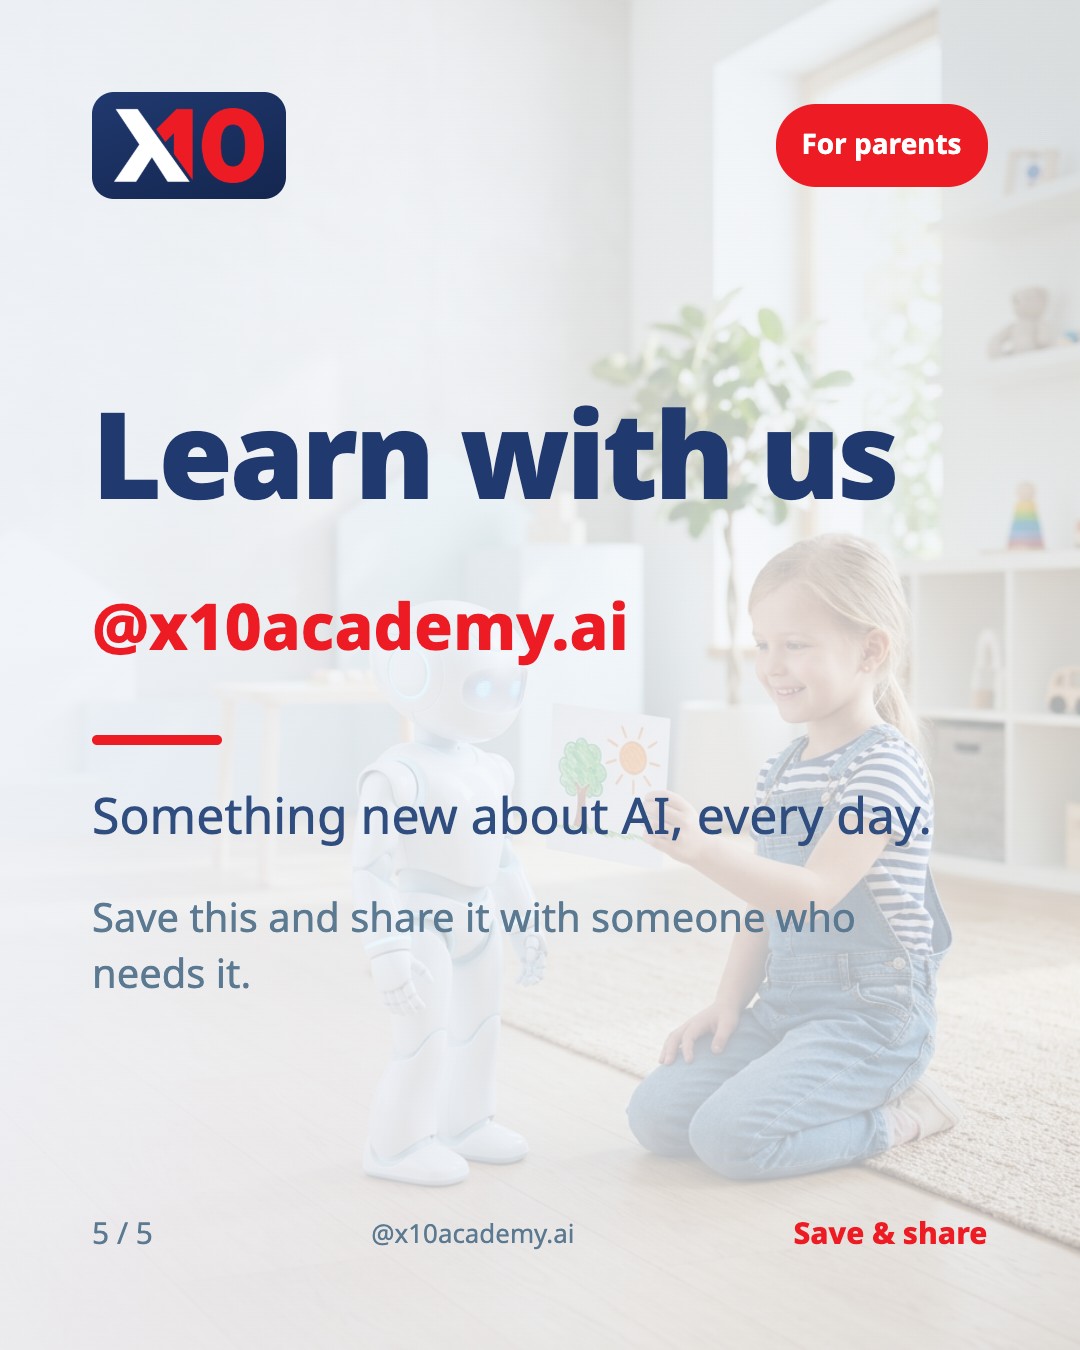 X10
For parents
Learn with us
@x10academy.ai
Something new about AI, every day.
Save this and share it with someone who
needs it.
5 / 5
@x10academy.ai
Save & share